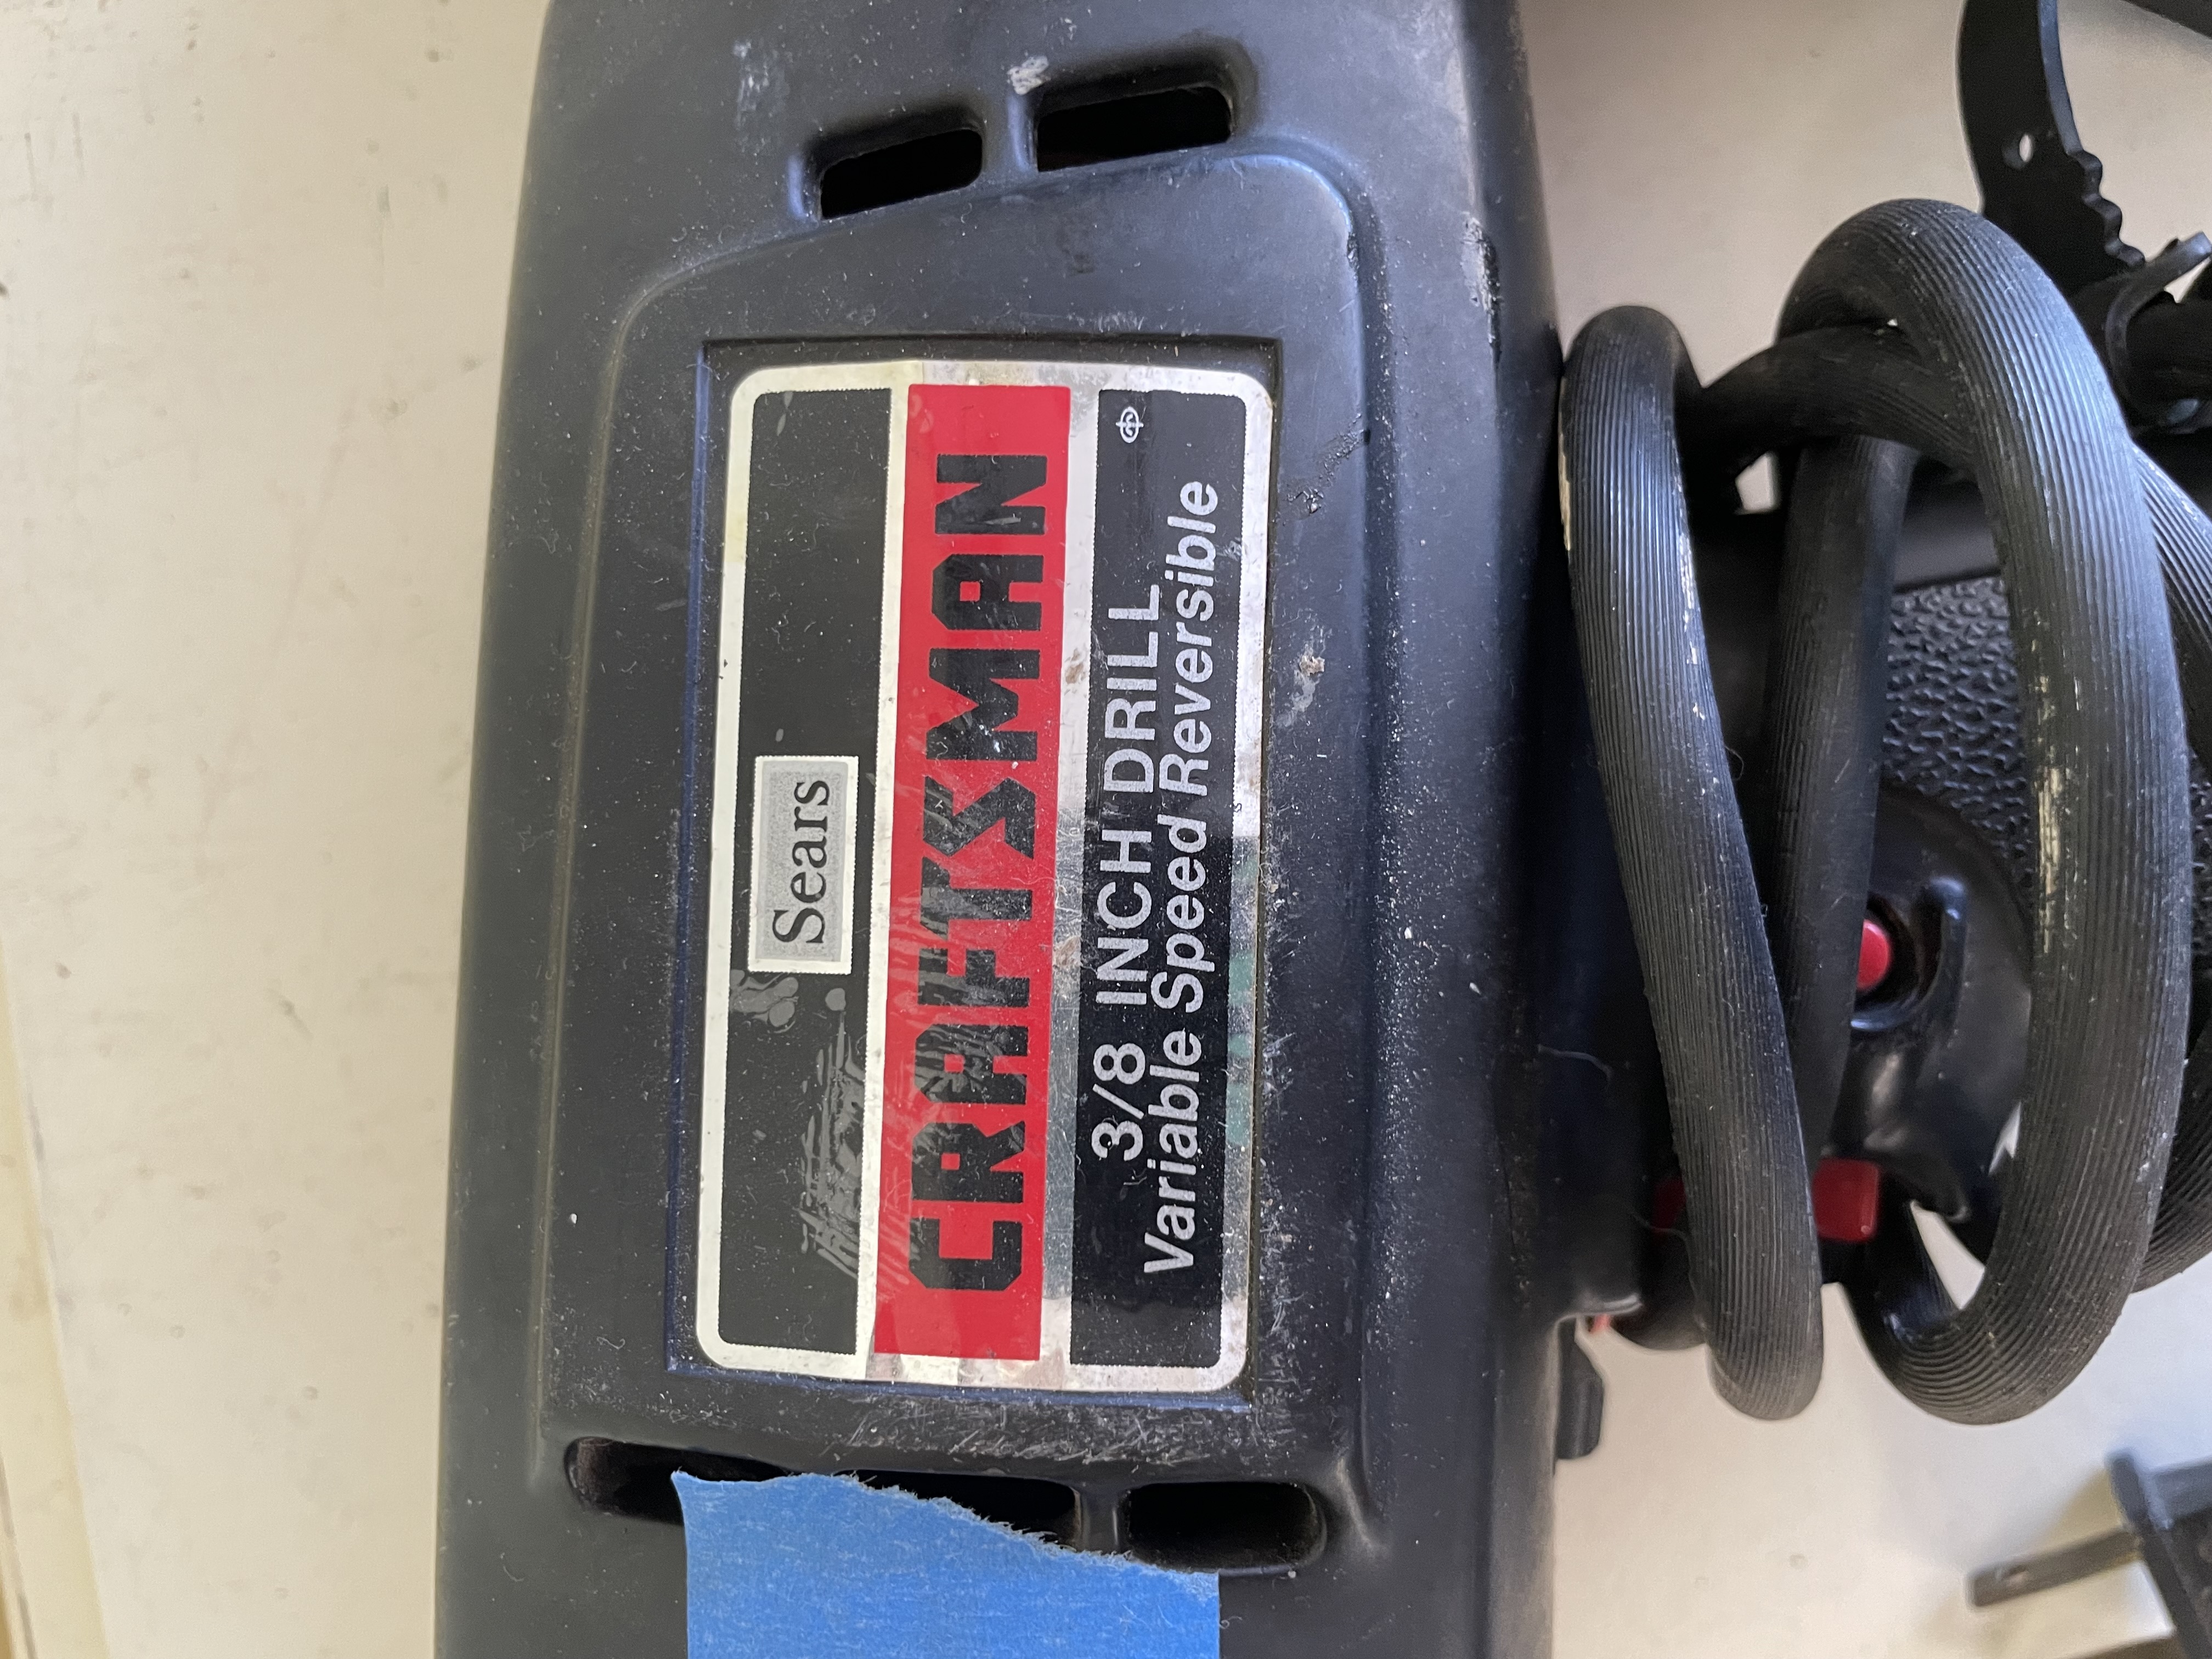 Sears
CRAFTSMAN
3/8 INCH DRILL
Variable Speed Reversible